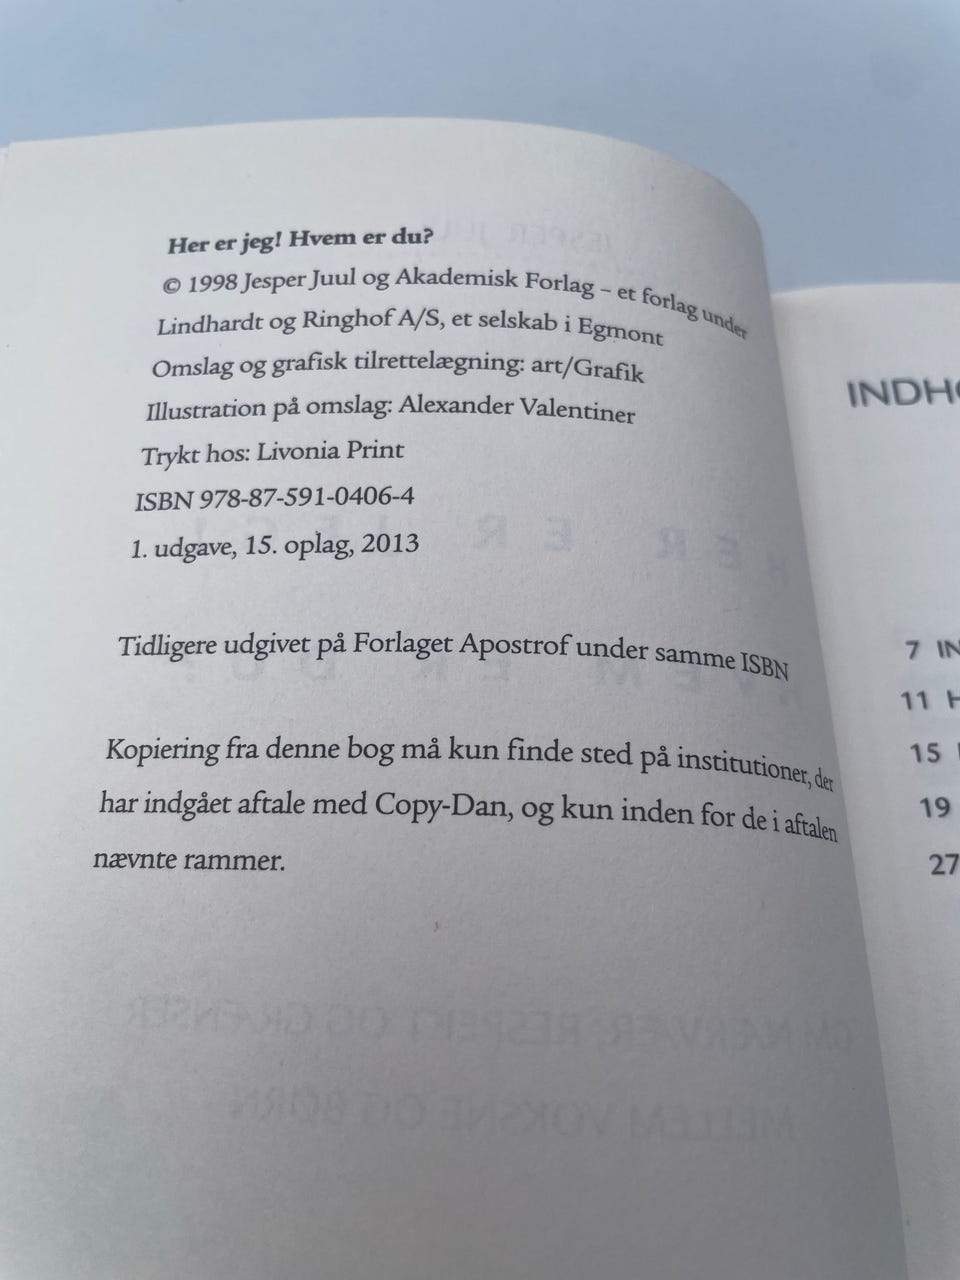 Her er jeg! Hvem er du?
© 1998 Jesper Juul og Akademisk Forlag – et forlag under
Lindhardt og Ringhof A/S, et selskab i Egmont
Omslag og grafisk tilrettelægning: art/Grafik
Illustration på omslag: Alexander Valentiner
Trykt hos: Livonia Print
ISBN 978-87-591-0406-4
1. udgave, 15. oplag, 2013
Tidligere udgivet på Forlaget Apostrof under samme ISBN
Kopiering fra denne bog må kun finde sted på institutioner, der
har indgået aftale med Copy-Dan, og kun inden for de i aftalen
nævnte rammer.
INDHO
7 IN
11 H
15
19
27